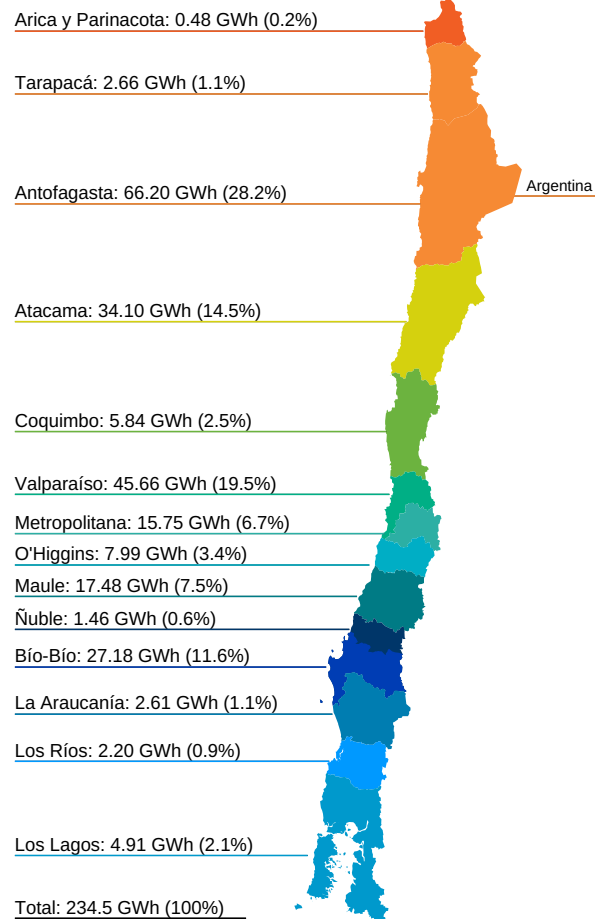 Arica y Parinacota: 0.48 GWh (0.2%)
Tarapacá: 2.66 GWh (1.1%)
Antofagasta: 66.20 GWh (28.2%)
Argentina
Atacama: 34.10 GWh (14.5%)
Coquimbo: 5.84 GWh (2.5%)
Valparaíso: 45.66 GWh (19.5%)
Metropolitana: 15.75 GWh (6.7%)
O'Higgins: 7.99 GWh (3.4%)
Maule: 17.48 GWh (7.5%)
Ñuble: 1.46 GWh (0.6%)
Bío-Bío: 27.18 GWh (11.6%)
La Araucanía: 2.61 GWh (1.1%)
Los Ríos: 2.20 GWh (0.9%)
Los Lagos: 4.91 GWh (2.1%)
Total: 234.5 GWh (100%)